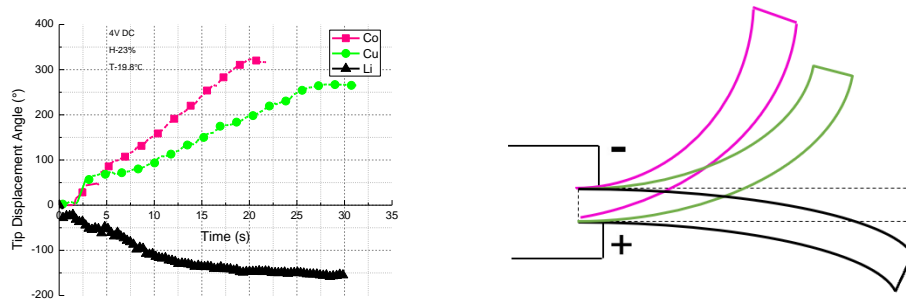 400
300
200
100
0
-100
-200
Tip Displacement Angle (°)
4V DC
H-23%
T-19.8℃
Co
Cu
Li
0
5
10
15
20
25
30
35
Time (s)
-
+